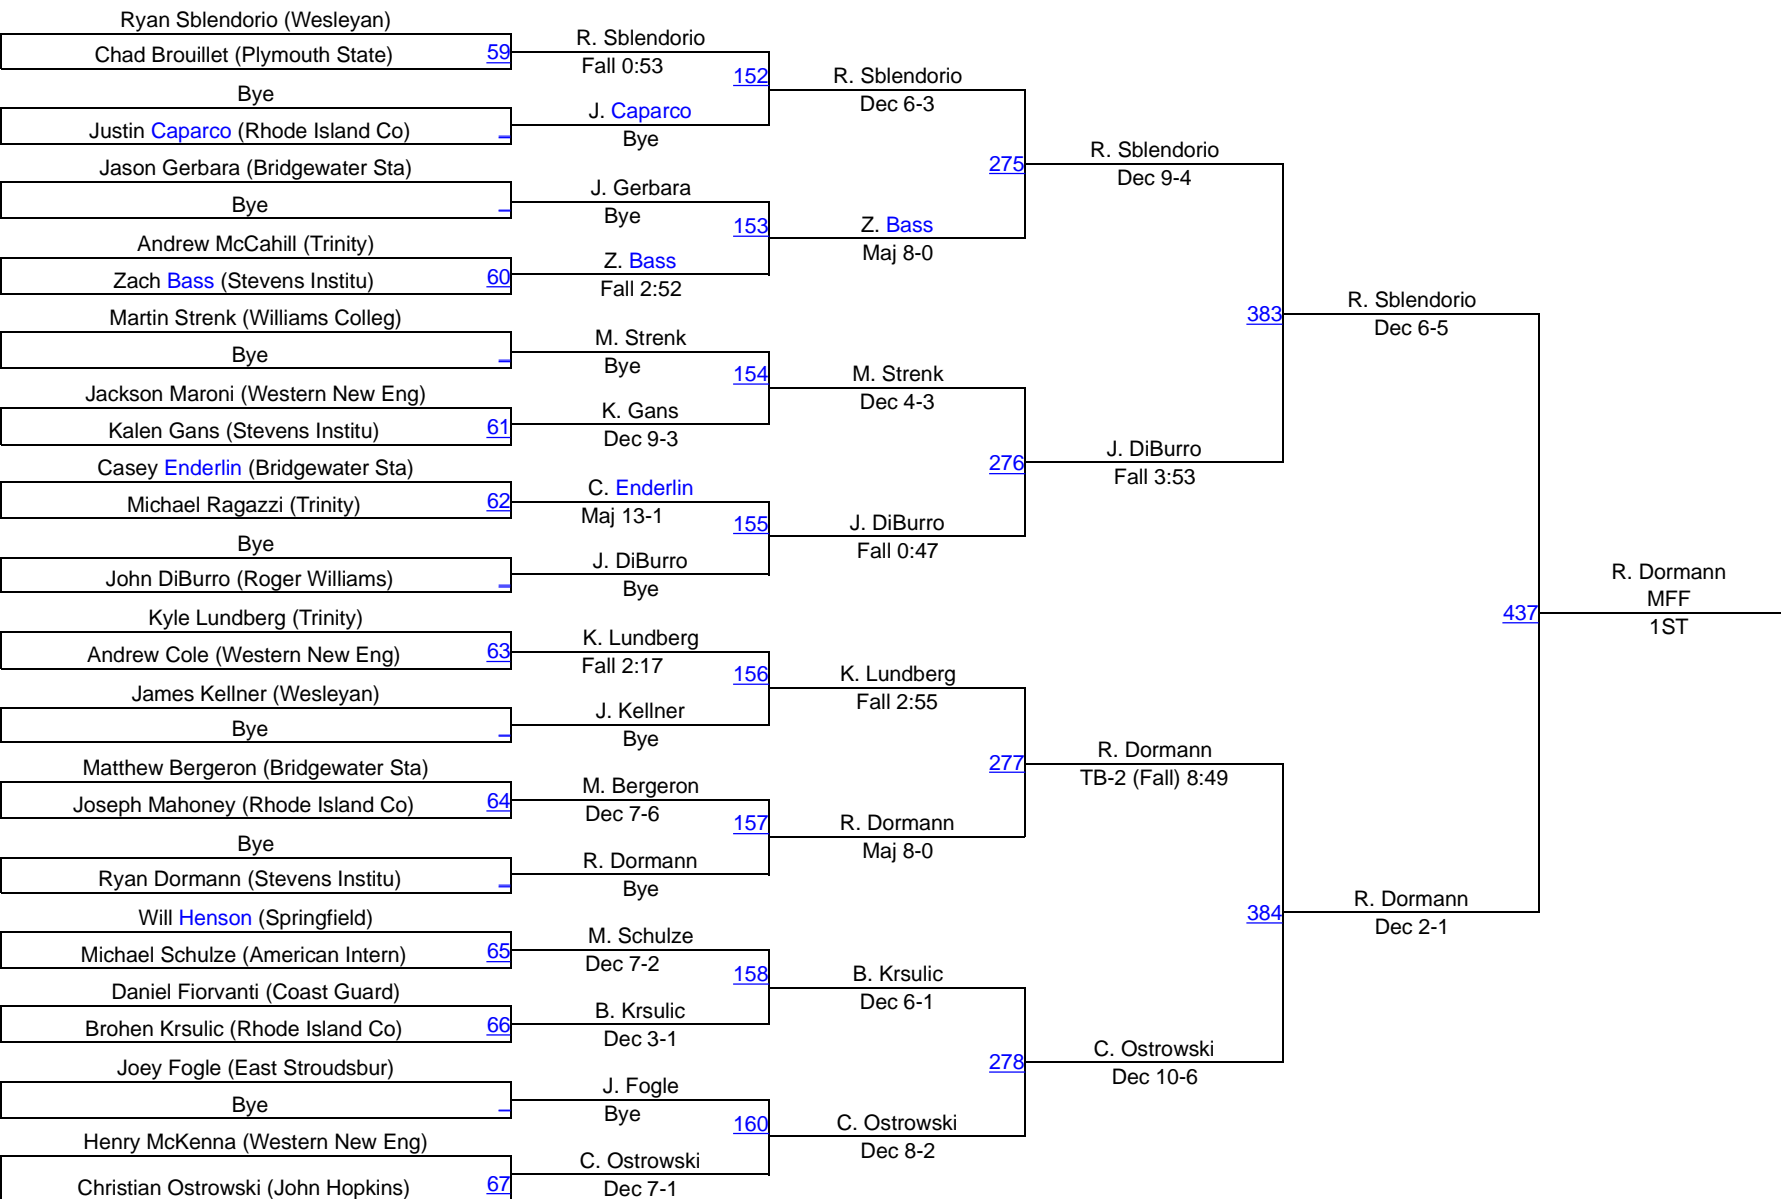 Ryan Sblendorio (Wesleyan)
Chad Brouillet (Plymouth State) 59
Bye
Justin Caparco (Rhode Island Co) _
Jason Gerbara (Bridgewater Sta)
Bye _
Andrew McCahill (Trinity)
Zach Bass (Stevens Institu) 60
Martin Strenk (Williams Colleg)
Bye _
Jackson Maroni (Western New Eng)
Kalen Gans (Stevens Institu) 61
Casey Enderlin (Bridgewater Sta)
Michael Ragazzi (Trinity) 62
Bye
John DiBurro (Roger Williams) _
Kyle Lundberg (Trinity)
Andrew Cole (Western New Eng) 63
James Kellner (Wesleyan)
Bye _
Matthew Bergeron (Bridgewater Sta)
Joseph Mahoney (Rhode Island Co) 64
Bye
Ryan Dormann (Stevens Institu) _
Will Henson (Springfield)
Michael Schulze (American Intern) 65
Daniel Fiorvanti (Coast Guard)
Brohen Krsulic (Rhode Island Co) 66
Joey Fogle (East Stroudsbur)
Bye _
Henry McKenna (Western New Eng)
Christian Ostrowski (John Hopkins) 67
R. Sblendorio
Fall 0:53
152
J. Caparco
Bye
J. Gerbara
Bye
153
Z. Bass
Fall 2:52
M. Strenk
Bye
154
K. Gans
Dec 9-3
C. Enderlin
Maj 13-1
155
J. DiBurro
Bye
K. Lundberg
Fall 2:17
156
J. Kellner
Bye
M. Bergeron
Dec 7-6
157
R. Dormann
Bye
M. Schulze
Dec 7-2
158
B. Krsulic
Dec 3-1
J. Fogle
Bye
160
C. Ostrowski
Dec 7-1
R. Sblendorio
Dec 6-3
275
Z. Bass
Maj 8-0
M. Strenk
Dec 4-3
276
J. DiBurro
Fall 0:47
K. Lundberg
Fall 2:55
277
R. Dormann
Maj 8-0
B. Krsulic
Dec 6-1
278
C. Ostrowski
Dec 8-2
R. Sblendorio
Dec 9-4
383
J. DiBurro
Fall 3:53
R. Dormann
TB-2 (Fall) 8:49
384
C. Ostrowski
Dec 10-6
R. Sblendorio
Dec 6-5
437
R. Dormann
Dec 2-1
R. Dormann
MFF
1ST